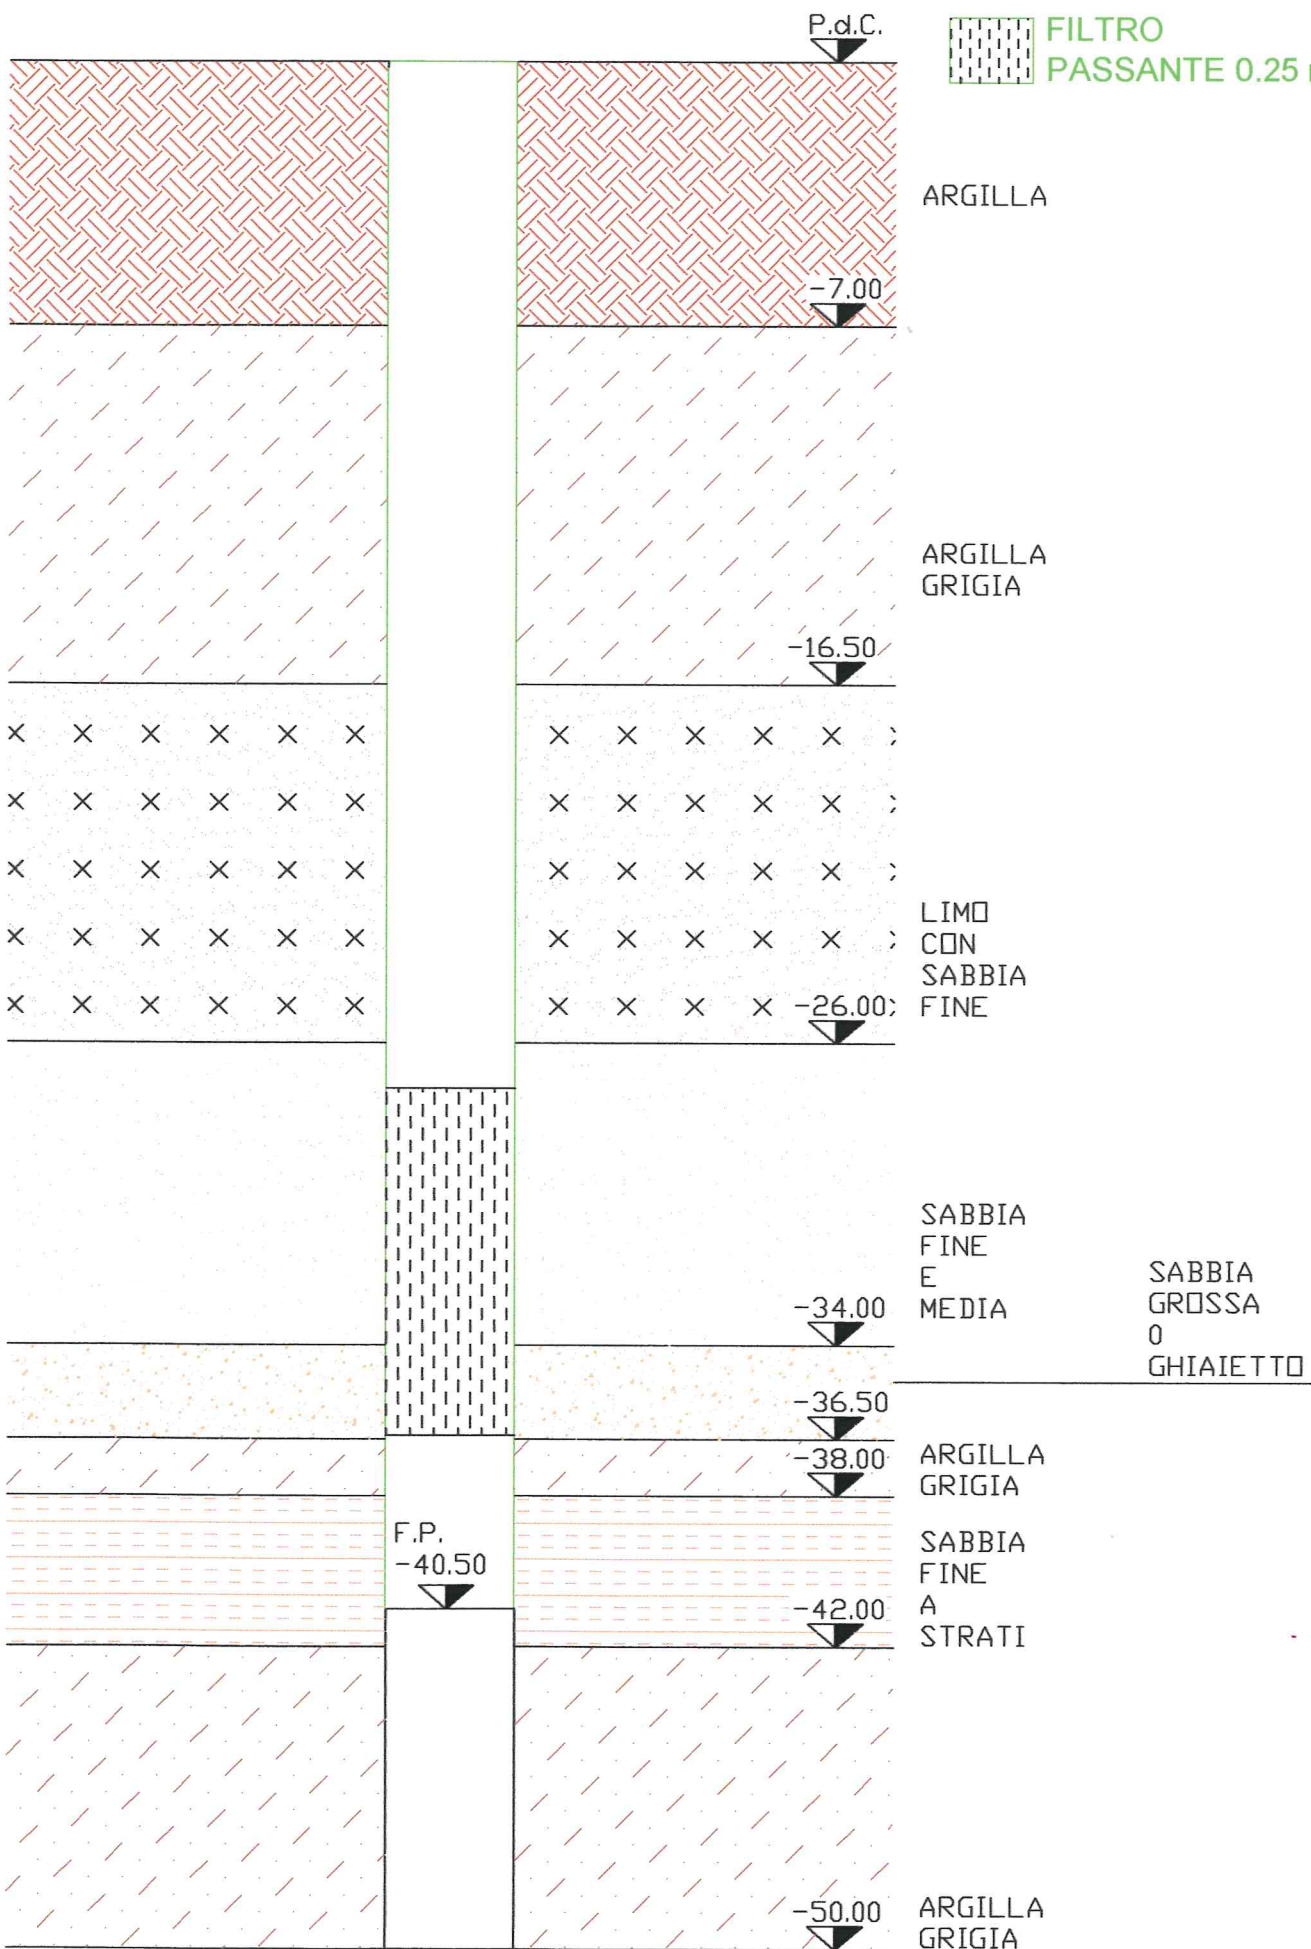 P.d.C.
FILTRO
PASSANTE 0.25
ARGILLA
-7.00
ARGILLA
GRIGIA
-16.50
LIMO
CON
SABBIA
FINE
-26.00
SABBIA
FINE
E
MEDIA
-34.00
SABBIA
GROSSA
O
GHIAIETTO
-36.50
ARGILLA
GRIGIA
-38.00
SABBIA
FINE
A
STRATI
F.P.
-40.50
-42.00
ARGILLA
GRIGIA
-50.00